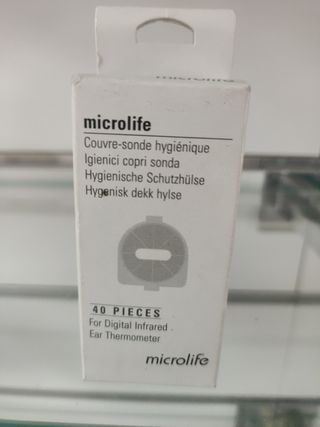 microlife
microlife
Couvre-sonde hygiénique
Igienici copri sonda
Hygienische Schutzhülse
Hygenisk dekk hylse
40 PIECES
For Digital Infrared
Ear Thermometer
microlife